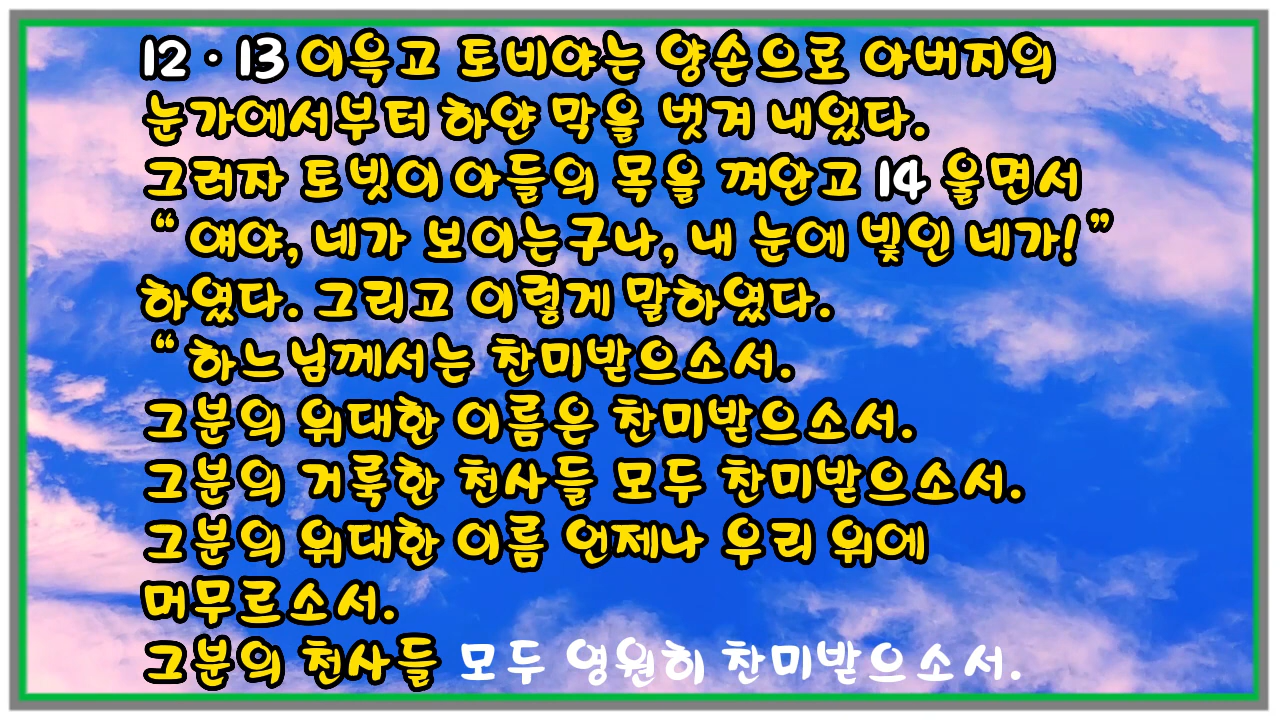 12·13 이윽고 토비야는 양손으로 아버지의
눈가에서부터 하얀 막을 벗겨 내었다.
그러자 토빗이 아들의 목을 껴안고 14 울면서
“얘야, 네가 보이는구나, 내 눈에 빛인 네가!”
하였다. 그리고 이렇게 말하였다.
“하느님께서는 찬미받으소서.
그분의 위대한 이름은 찬미받으소서.
그분의 거룩한 천사들 모두 찬미받으소서.
그분의 위대한 이름 언제나 우리 위에
머무르소서.
그분의 천사들 모두 영원히 찬미받으소서.